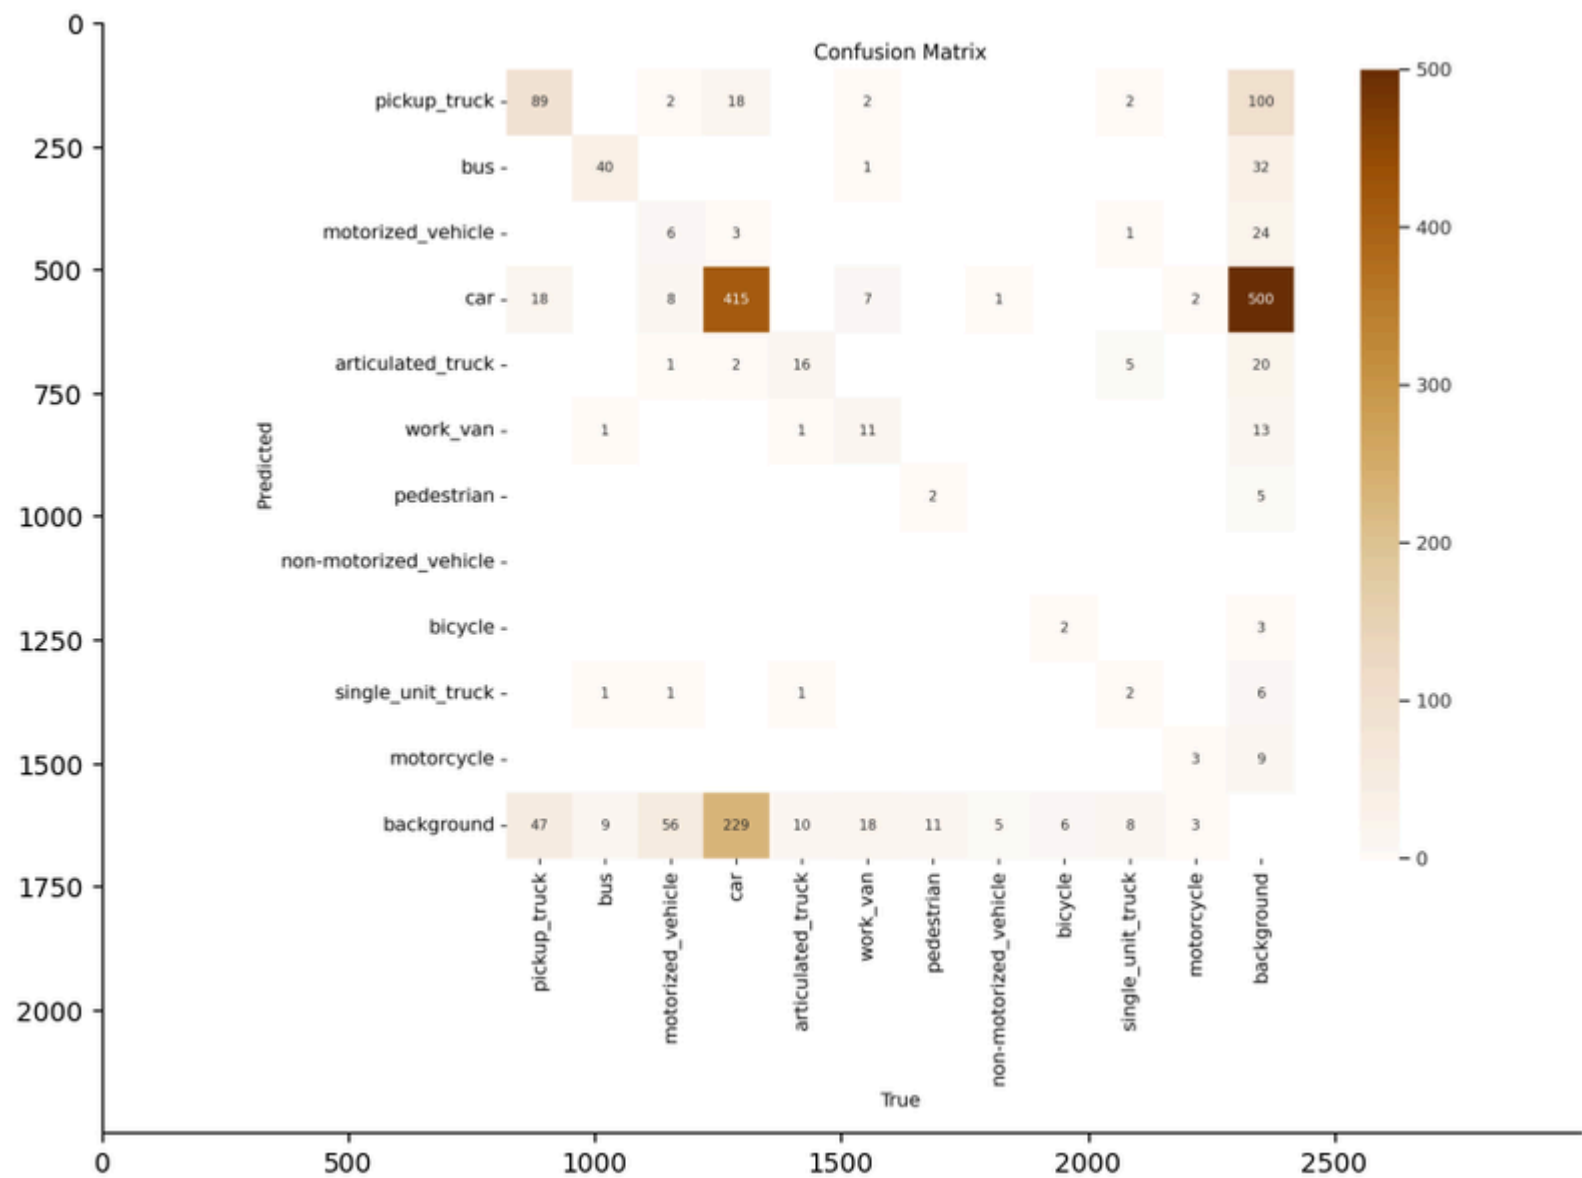 Confusion Matrix
0
250
500
750
1000
1250
1500
1750
2000
Predicted
pickup_truck 89 2 18 2 2 100
bus 40 1 32
motorized_vehicle 6 3 1 24
car 18 8 415 7 1 2 500
articulated_truck 1 2 16 5 20
work_van 1 1 11 13
pedestrian 2 5
non-motorized_vehicle
bicycle 2 3
single_unit_truck 1 1 1 2 6
motorcycle 3 9
background 47 9 56 229 10 18 11 5 6 8 3
pickup_truck
bus
motorized_vehicle
car
articulated_truck
work_van
pedestrian
non-motorized_vehicle
bicycle
single_unit_truck
motorcycle
background
True
500
400
300
200
100
0
0 500 1000 1500 2000 2500